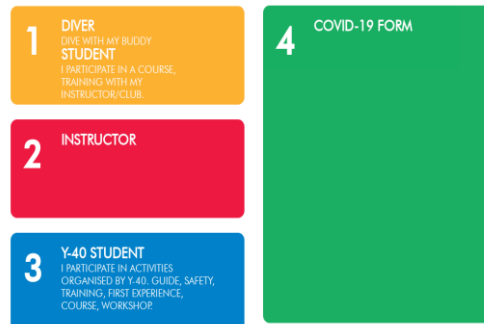 1
DIVER
DIVE WITH MY BUDDY
STUDENT
I PARTICIPATE IN A COURSE,
TRAINING WITH MY
INSTRUCTOR/CLUB.
2
INSTRUCTOR
3
Y-40 STUDENT
I PARTICIPATE IN ACTIVITIES
ORGANISED BY Y-40. GUIDE, SAFETY,
TRAINING, FIRST EXPERIENCE,
COURSE, WORKSHOP.
4
COVID-19 FORM